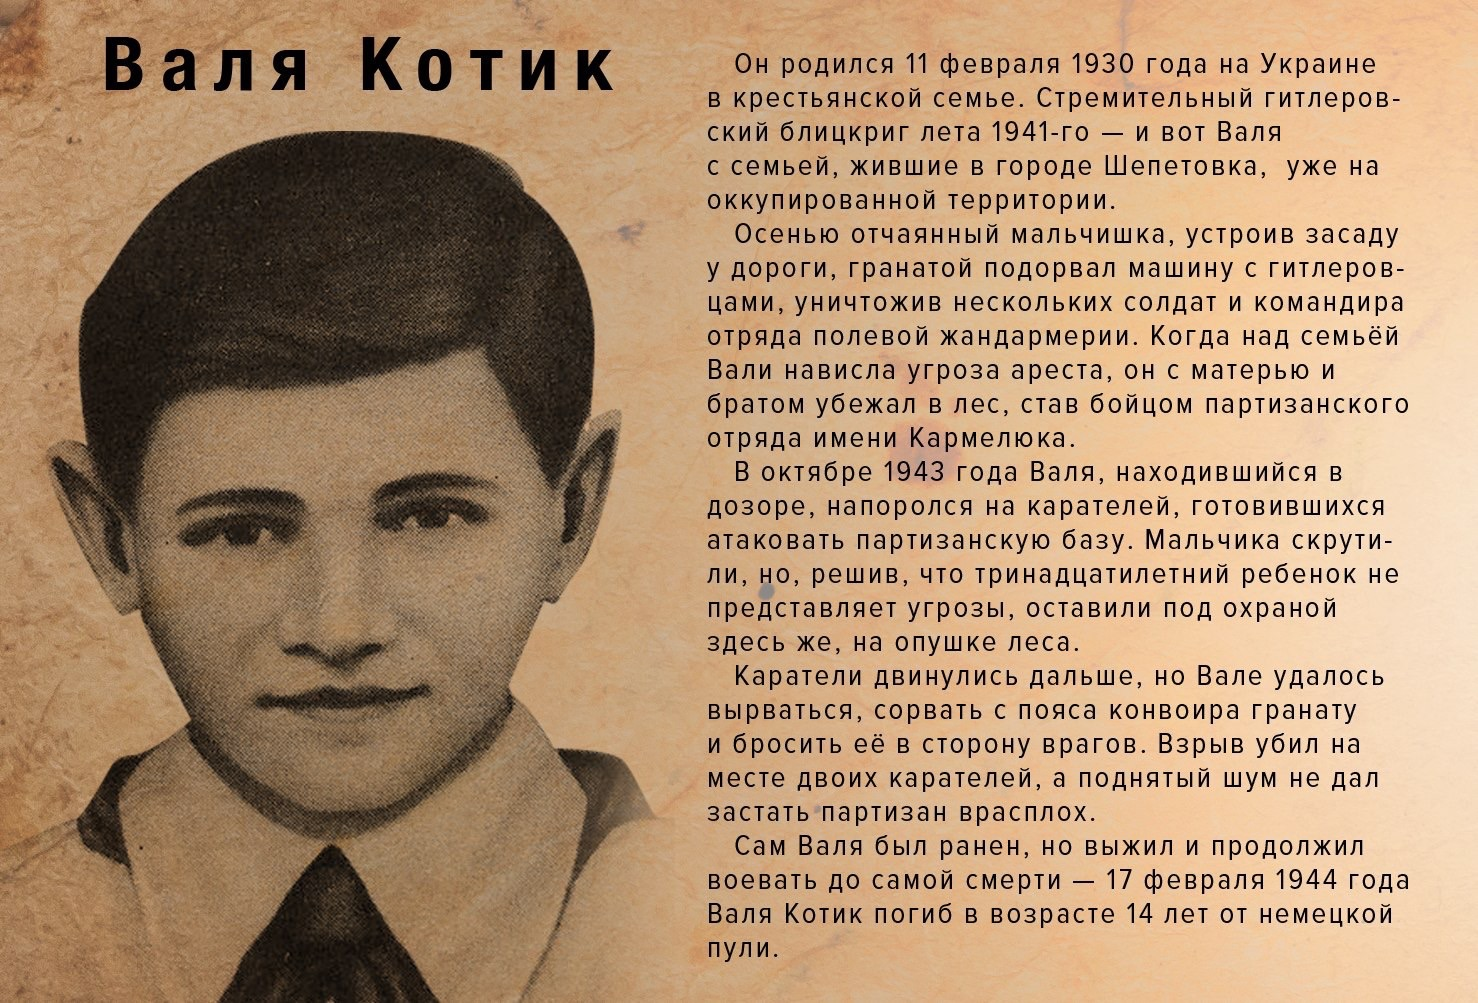 Валя Котик
Он родился 11 февраля 1930 года на Украине
в крестьянской семье. Стремительный гитлеров-
ский блицкриг лета 1941-го — и вот Валя
с семьей, жившие в городе Шепетовка, уже на
оккупированной территории.
Осенью отчаянный мальчишка, устроив засаду
у дороги, гранатой подорвал машину с гитлеров-
цами, уничтожив нескольких солдат и командира
отряда полевой жандармерии. Когда над семьёй
Вали нависла угроза ареста, он с матерью и
братом убежал в лес, став бойцом партизанского
отряда имени Кармелюка.
В октябре 1943 года Валя, находившийся в
дозоре, напоролся на карателей, готовившихся
атаковать партизанскую базу. Мальчика скрути-
ли, но, решив, что тринадцатилетний ребенок не
представляет угрозы, оставили под охраной
здесь же, на опушке леса.
Каратели двинулись дальше, но Вале удалось
вырваться, сорвать с пояса конвоира гранату
и бросить её в сторону врагов. Взрыв убил на
месте двоих карателей, а поднятый шум не дал
застать партизан врасплох.
Сам Валя был ранен, но выжил и продолжил
воевать до самой смерти — 17 февраля 1944 года
Валя Котик погиб в возрасте 14 лет от немецкой
пули.